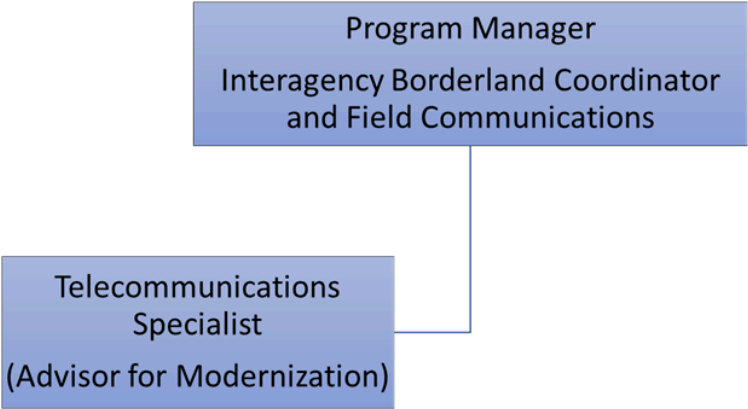 Program Manager
Interagency Borderland Coordinator
and Field Communications
Telecommunications
Specialist
(Advisor for Modernization)